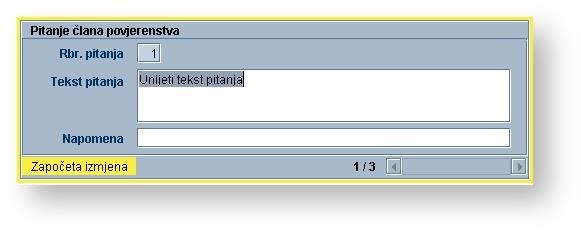 Pitanje člana povjerenstva
Rbr. pitanja 1
Tekst pitanja Unijeti tekst pitanja
Napomena
Započeta izmjena 1 / 3